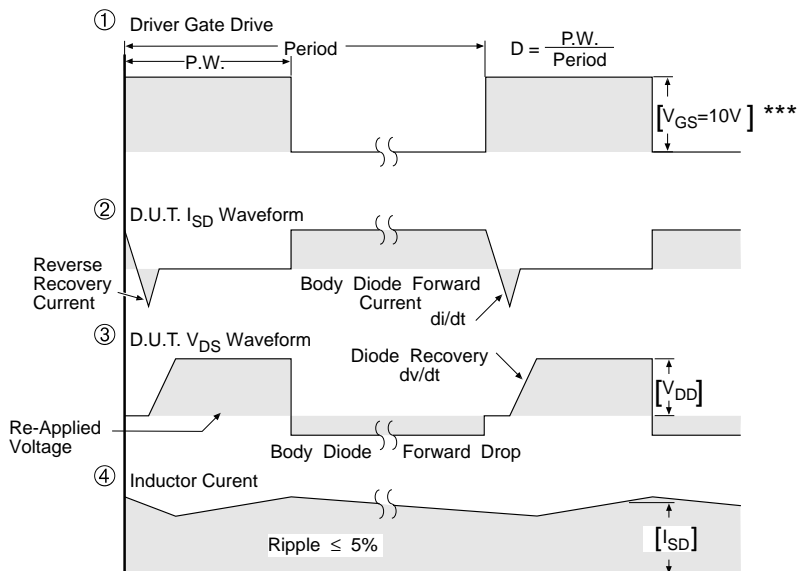 ① Driver Gate Drive
P.W.
Period
D = P.W. / Period
[VGS=10V] ***
② D.U.T. ISD Waveform
Reverse
Recovery
Current
Body Diode Forward
Current
di/dt
③ D.U.T. VDS Waveform
Diode Recovery
dv/dt
[VDD]
Re-Applied
Voltage
Body Diode Forward Drop
④ Inductor Curent
Ripple ≤ 5%
[ISD]